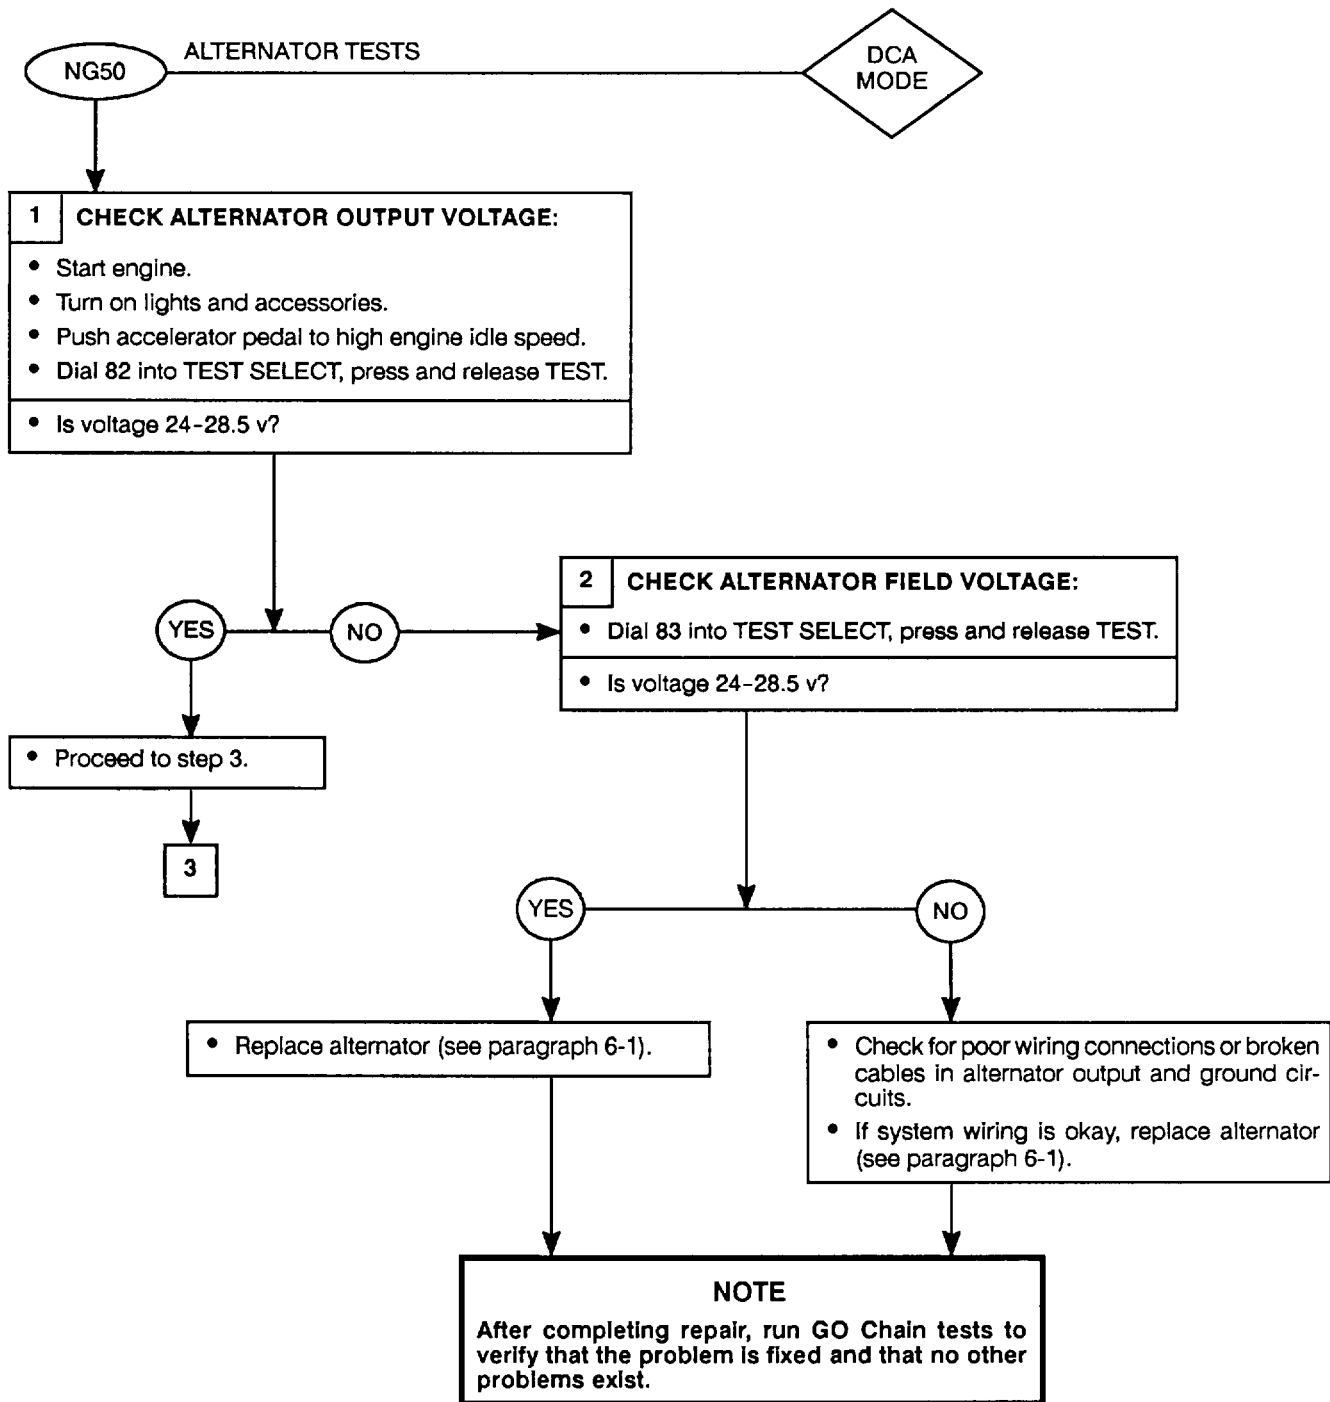 NG50
ALTERNATOR TESTS
DCA
MODE
1
CHECK ALTERNATOR OUTPUT VOLTAGE:
• Start engine.
• Turn on lights and accessories.
• Push accelerator pedal to high engine idle speed.
• Dial 82 into TEST SELECT, press and release TEST.
• Is voltage 24-28.5 v?
YES
NO
2
CHECK ALTERNATOR FIELD VOLTAGE:
• Dial 83 into TEST SELECT, press and release TEST.
• Is voltage 24-28.5 v?
• Proceed to step 3.
3
YES
NO
• Replace alternator (see paragraph 6-1).
• Check for poor wiring connections or broken
cables in alternator output and ground cir-
cuits.
• If system wiring is okay, replace alternator
(see paragraph 6-1).
NOTE
After completing repair, run GO Chain tests to
verify that the problem is fixed and that no other
problems exist.